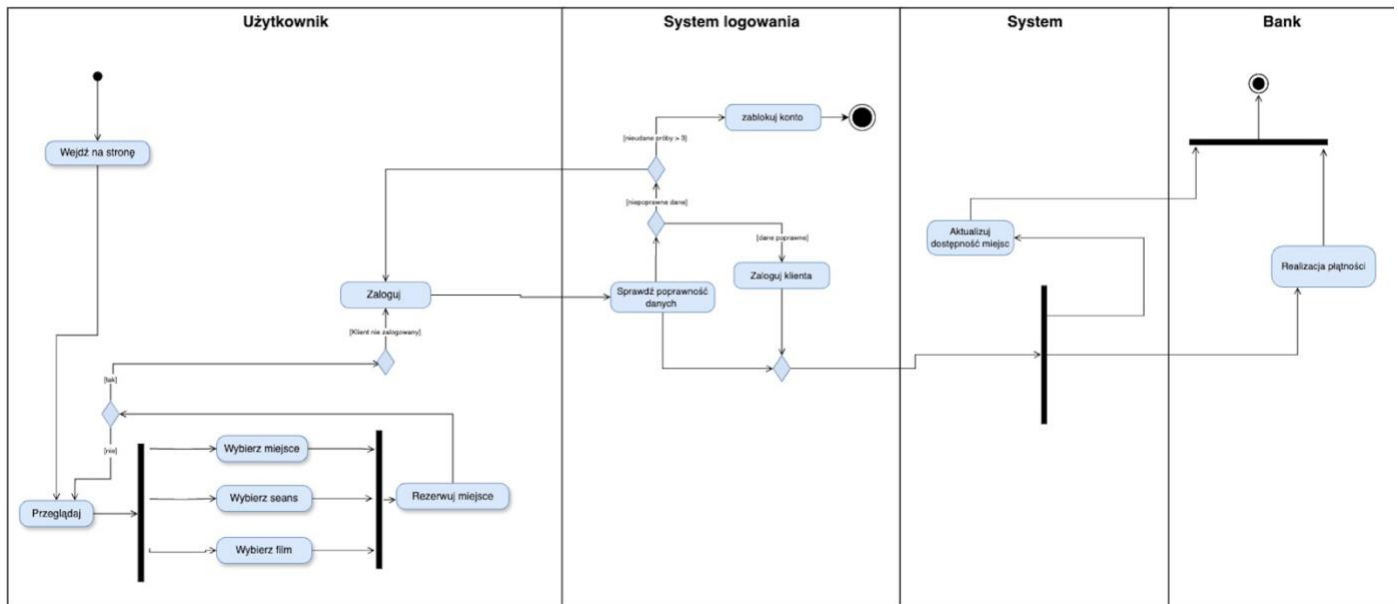 Użytkownik
System logowania
System
Bank
Wejdź na stronę
zablokuj konto
[nieudane próby > 3]
[niepoprawne dane]
[dane poprawne]
Zaloguj
Sprawdź poprawność
danych
Zaloguj klienta
Aktualizuj
dostępność miejsc
Realizacja płątności
[Klient nie zalogowany]
[tak]
[nie]
Przeglądaj
Wybierz miejsce
Wybierz seans
Wybierz film
Rezerwuj miejsce